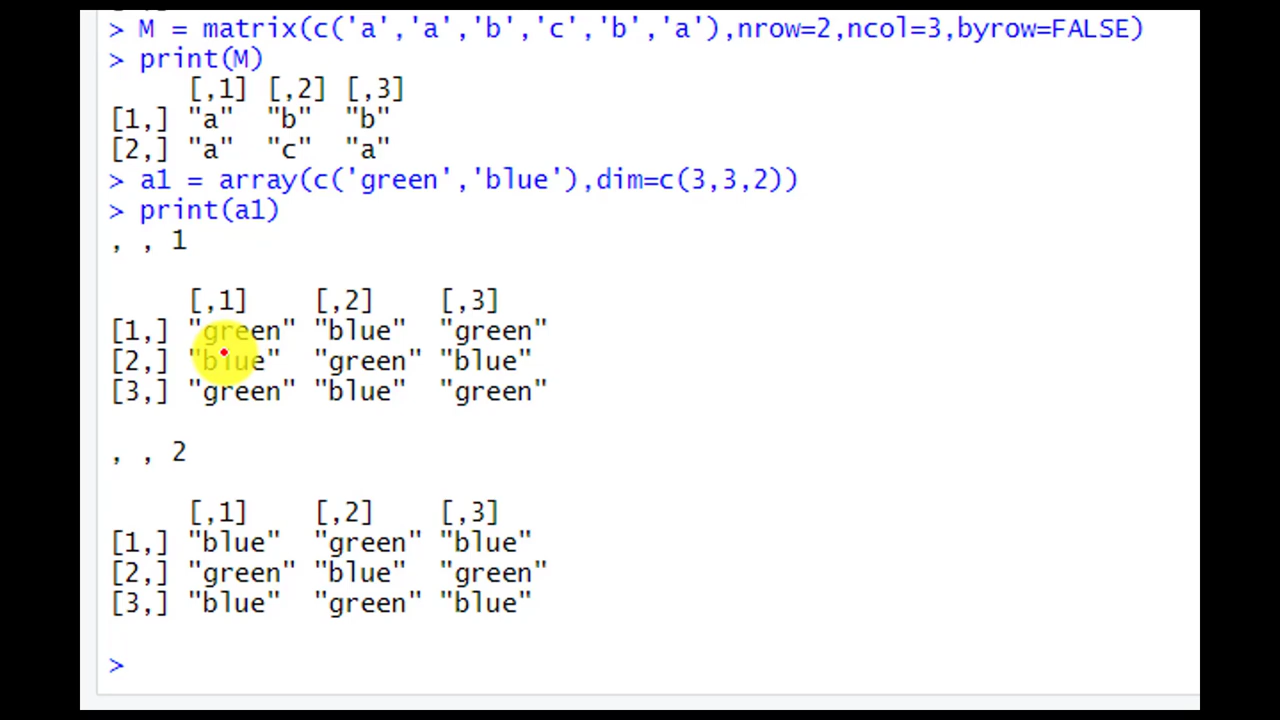 > M = matrix(c('a','a','b','c','b','a'),nrow=2,ncol=3,byrow=FALSE)
> print(M)
     [,1] [,2] [,3]
[1,] "a"  "b"  "b"
[2,] "a"  "c"  "a"
> a1 = array(c('green','blue'),dim=c(3,3,2))
> print(a1)
, , 1
     [,1]    [,2]    [,3]
[1,] "green" "blue"  "green"
[2,] "blue"  "green" "blue"
[3,] "green" "blue"  "green"
, , 2
     [,1]    [,2]    [,3]
[1,] "blue"  "green" "blue"
[2,] "green" "blue"  "green"
[3,] "blue"  "green" "blue"
>